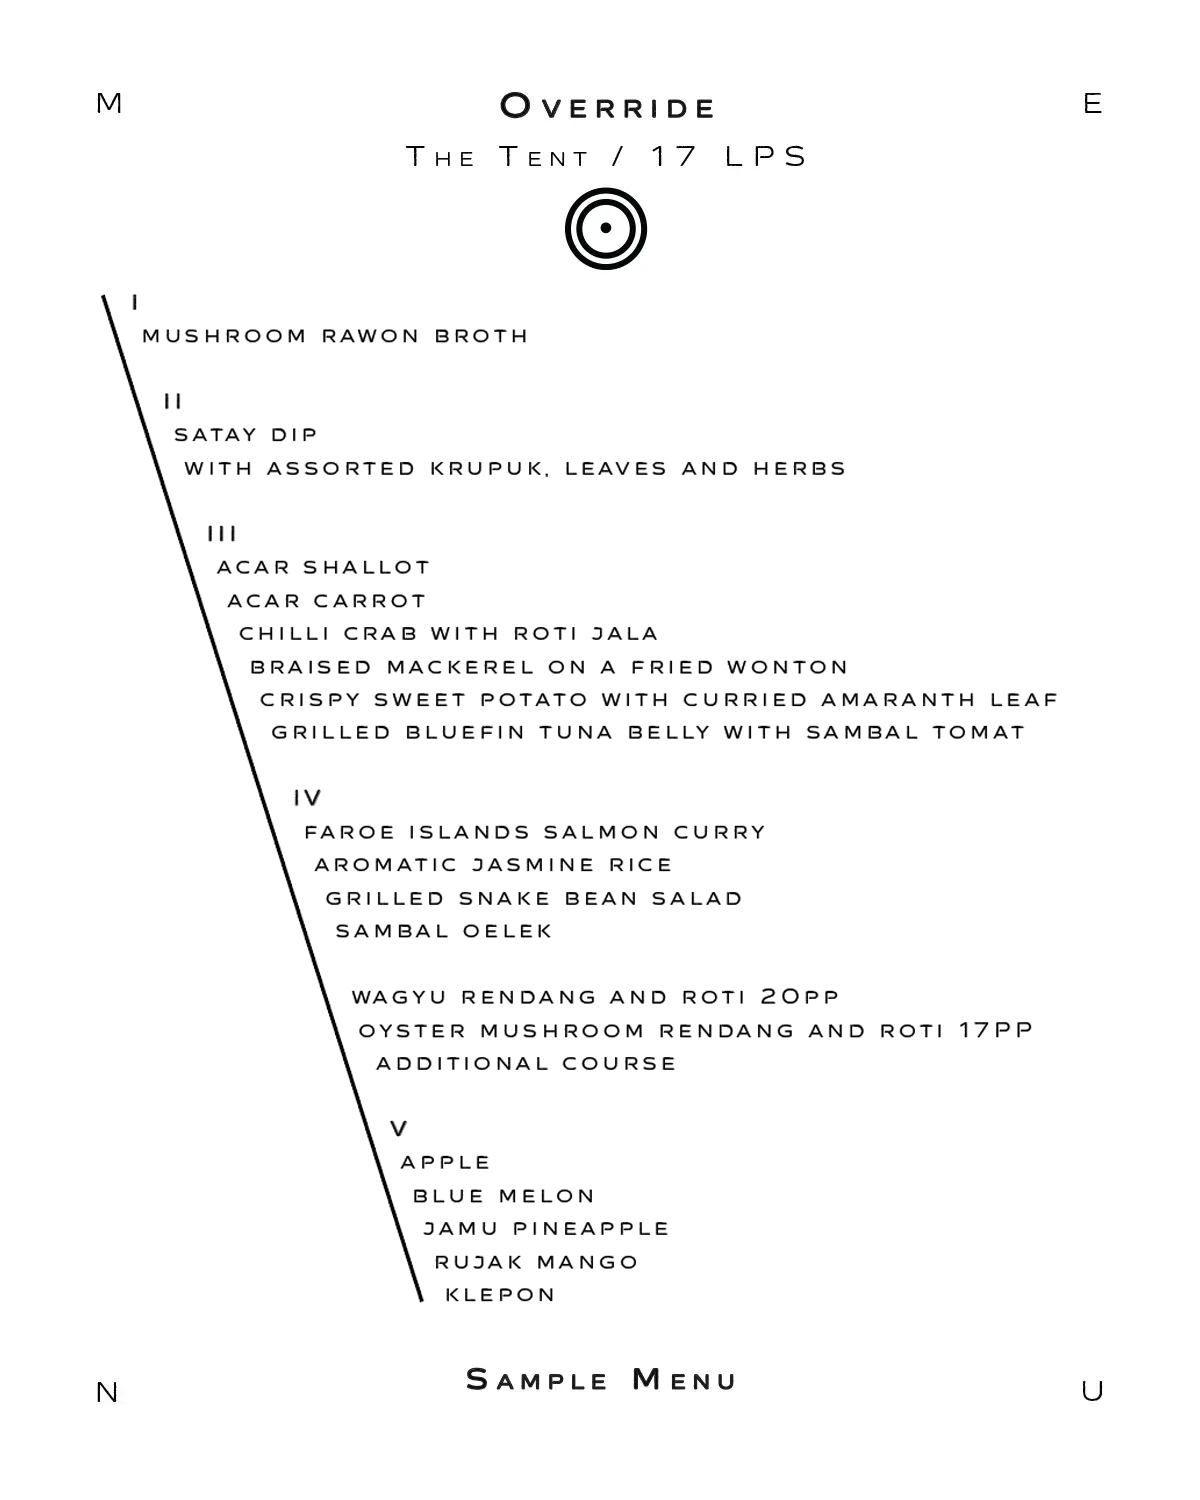 M
E
OVERRIDE
THE TENT / 17 LPS
I
MUSHROOM RAWON BROTH
II
SATAY DIP
WITH ASSORTED KRUPUK, LEAVES AND HERBS
III
ACAR SHALLOT
ACAR CARROT
CHILLI CRAB WITH ROTI JALA
BRAISED MACKEREL ON A FRIED WONTON
CRISPY SWEET POTATO WITH CURRIED AMARANTH LEAF
GRILLED BLUEFIN TUNA BELLY WITH SAMBAL TOMAT
IV
FAROE ISLANDS SALMON CURRY
AROMATIC JASMINE RICE
GRILLED SNAKE BEAN SALAD
SAMBAL OELEK
WAGYU RENDANG AND ROTI 20PP
OYSTER MUSHROOM RENDANG AND ROTI 17PP
ADDITIONAL COURSE
V
APPLE
BLUE MELON
JAMU PINEAPPLE
RUJAK MANGO
KLEPON
SAMPLE MENU
N
U